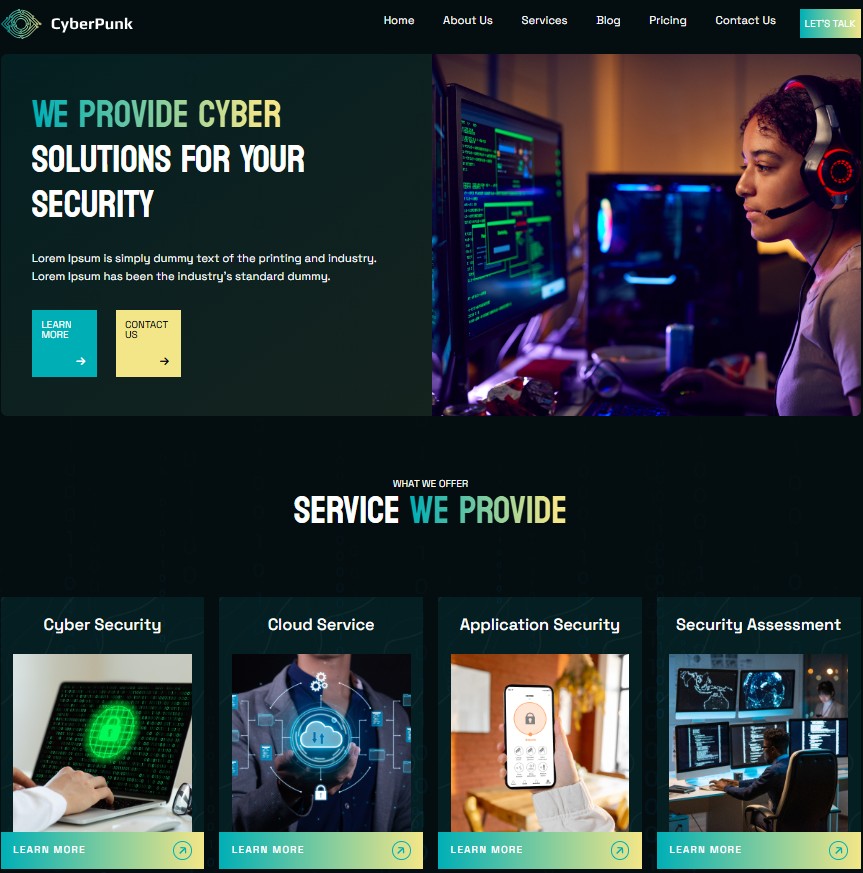 CyberPunk
Home About Us Services Blog Pricing Contact Us LET'S TALK
WE PROVIDE CYBER
SOLUTIONS FOR YOUR
SECURITY
Lorem Ipsum is simply dummy text of the printing and industry.
Lorem Ipsum has been the industry's standard dummy.
LEARN
MORE
CONTACT
US
WHAT WE OFFER
SERVICE WE PROVIDE
Cyber Security
Cloud Service
Application Security
Security Assessment
LEARN MORE
LEARN MORE
LEARN MORE
LEARN MORE